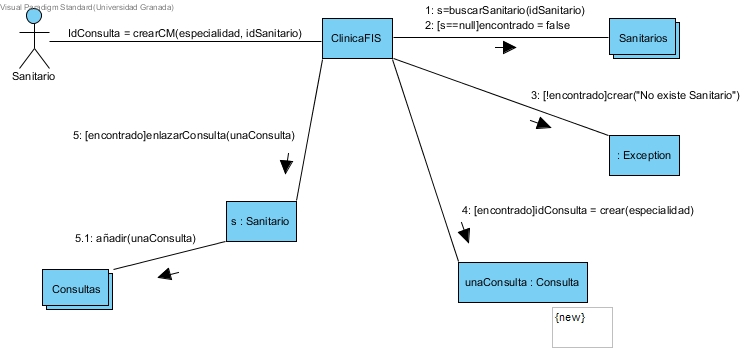 Visual Paradigm Standard(Universidad Granada)
1: s=buscarSanitario(idSanitario)
IdConsulta = crearCM(especialidad, idSanitario)
2: [s==null]encontrado = false
ClinicaFIS
Sanitarios
Sanitario
3: [!encontrado]crear("No existe Sanitario")
5: [encontrado]enlazarConsulta(unaConsulta)
: Exception
4: [encontrado]idConsulta = crear(especialidad)
s : Sanitario
5.1: añadir(unaConsulta)
Consultas
unaConsulta : Consulta
{new}